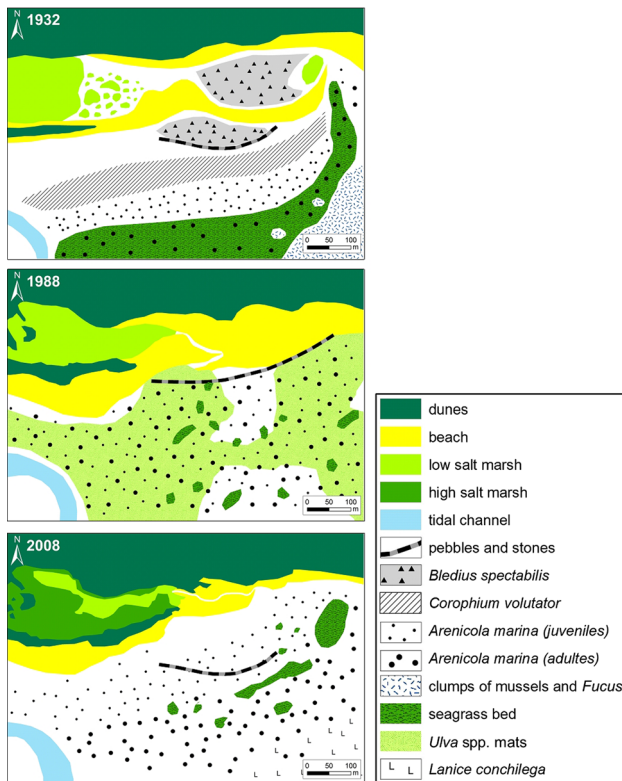 N
1932
0 50 100
m
N
1988
0 50 100
m
N
2008
0 50 100
m
dunes
beach
low salt marsh
high salt marsh
tidal channel
pebbles and stones
Bledius spectabilis
Corophium volutator
Arenicola marina (juveniles)
Arenicola marina (adultes)
clumps of mussels and Fucus
seagrass bed
Ulva spp. mats
L L Lanice conchilega
L
L
L
L
L
L
L
L
L
L